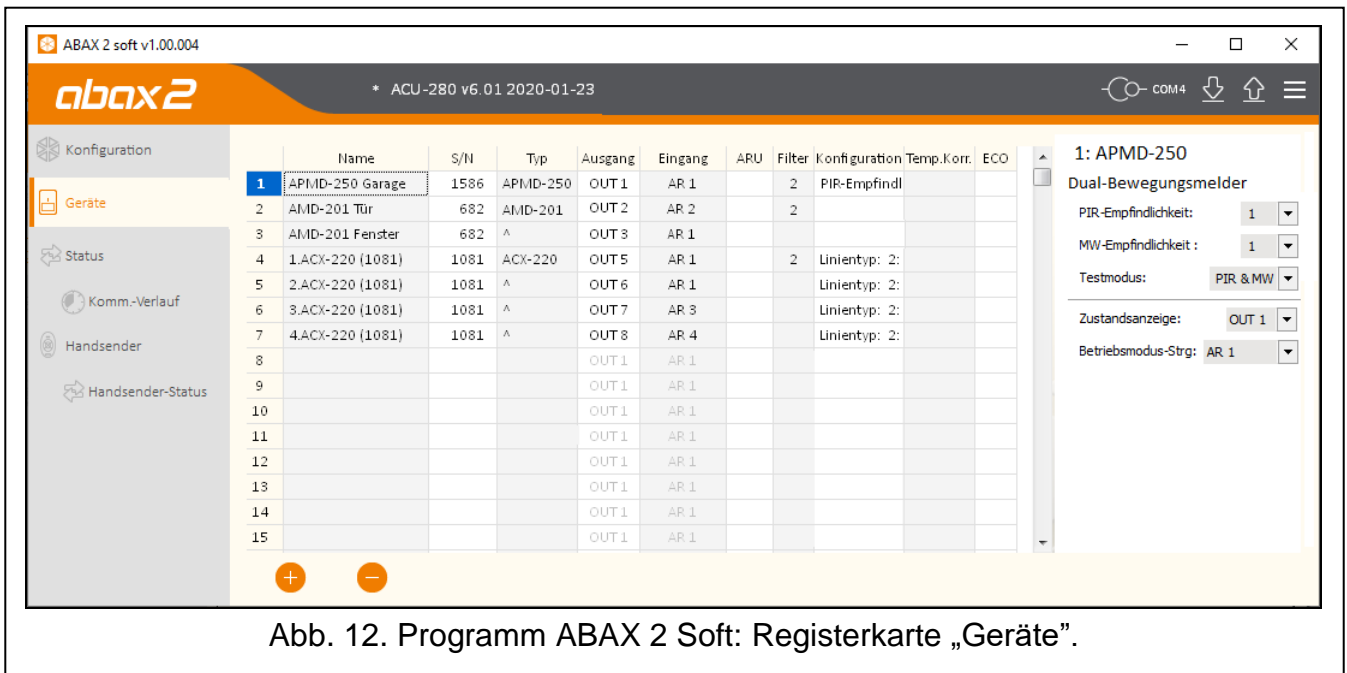 ABAX 2 soft v1.00.004
abax2 * ACU-280 v6.01 2020-01-23 COM4
Konfiguration
Geräte
Status
Komm.-Verlauf
Handsender
Handsender-Status
Name S/N Typ Ausgang Eingang ARU Filter Konfiguration Temp.Korr. ECO
1 APMD-250 Garage 1586 APMD-250 OUT 1 AR 1 2 PIR-Empfindl
2 AMD-201 Tür 682 AMD-201 OUT 2 AR 2 2
3 AMD-201 Fenster 682 ^ OUT 3 AR 1
4 1.ACX-220 (1081) 1081 ACX-220 OUT 5 AR 1 2 Linientyp: 2:
5 2.ACX-220 (1081) 1081 ^ OUT 6 AR 1 Linientyp: 2:
6 3.ACX-220 (1081) 1081 ^ OUT 7 AR 3 Linientyp: 2:
7 4.ACX-220 (1081) 1081 ^ OUT 8 AR 4 Linientyp: 2:
8 OUT 1 AR 1
9 OUT 1 AR 1
10 OUT 1 AR 1
11 OUT 1 AR 1
12 OUT 1 AR 1
13 OUT 1 AR 1
14 OUT 1 AR 1
15 OUT 1 AR 1
1: APMD-250
Dual-Bewegungsmelder
PIR-Empfindlichkeit: 1
MW-Empfindlichkeit : 1
Testmodus: PIR & MW
Zustandsanzeige: OUT 1
Betriebsmodus-Strg: AR 1
Abb. 12. Programm ABAX 2 Soft: Registerkarte „Geräte”.